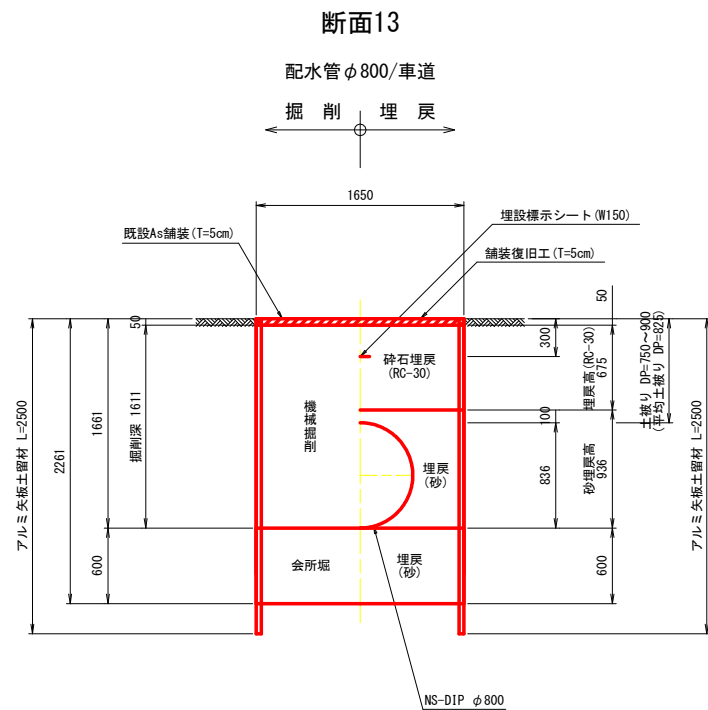 断面13
配水管φ800/車道
掘 削 埋 戻
1650
埋設標示シート(W150)
既設As舗装(T=5cm)
舗装復旧工(T=5cm)
50
50
300
砕石埋戻
(RC-30)
埋戻高(RC-30)
675
土被り DP=750～900
(平均土被り DP=825)
機械掘削
掘削深 1611
1661
2261
アルミ矢板土留材 L=2500
アルミ矢板土留材 L=2500
100
836
埋戻
(砂)
砂埋戻高
936
会所堀
埋戻
(砂)
600
600
NS-DIP φ800